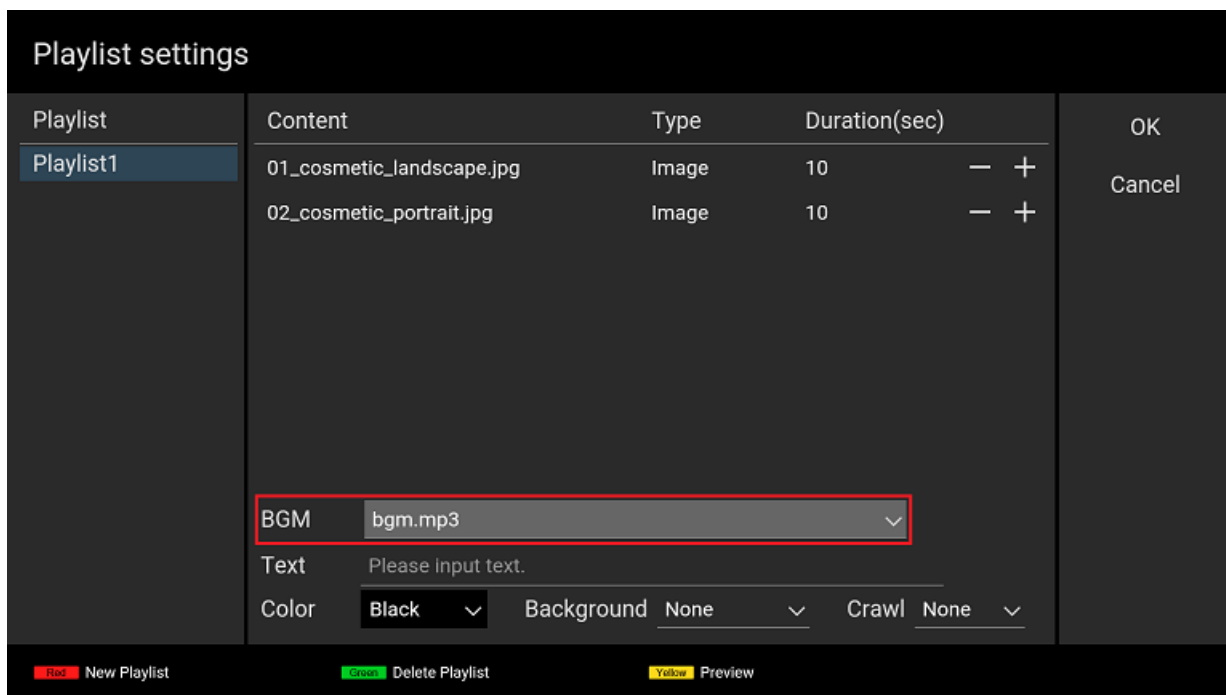 Playlist settings
Playlist Content Type Duration(sec) OK
Playlist1 01_cosmetic_landscape.jpg Image 10 − +
Cancel
02_cosmetic_portrait.jpg Image 10 − +
BGM bgm.mp3
Text Please input text.
Color Black Background None Crawl None
Red New Playlist Green Delete Playlist Yellow Preview